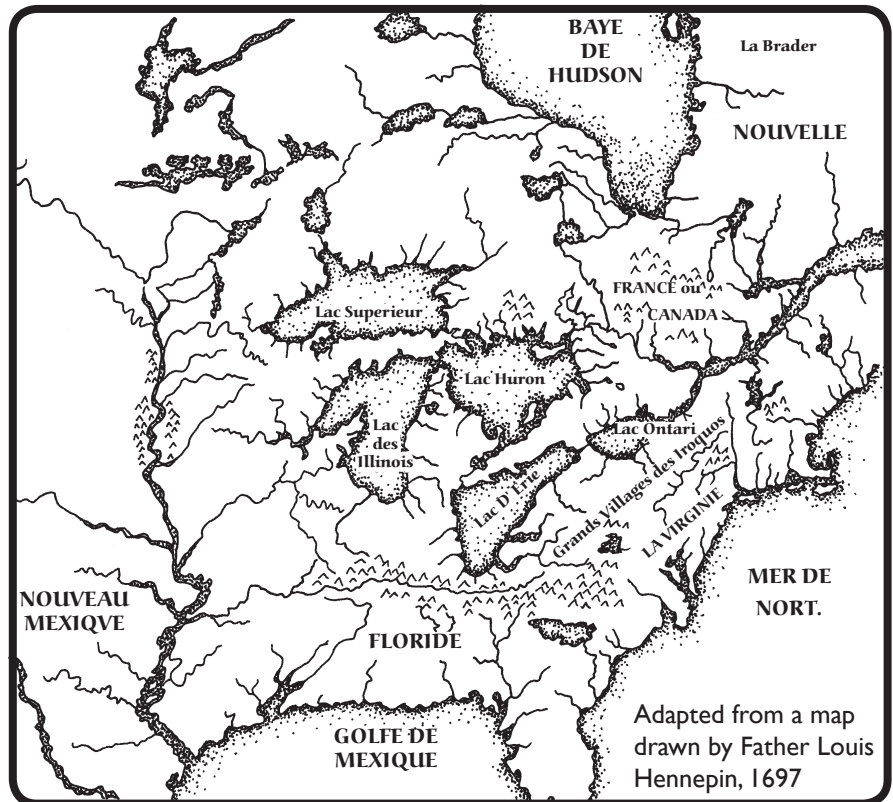 BAYE
DE
HUDSON
La Brader
NOUVELLE
FRANCE ou
CANADA
Lac Superieur
Lac Huron
Lac
des
Illinois
Lac Ontari
Lac D' Erie
Grands Villages des Iroquos
LA VIRGINIE
MER DE
NORT.
NOUVEAU
MEXIQVE
FLORIDE
GOLFE DE
MEXIQUE
Adapted from a map
drawn by Father Louis
Hennepin, 1697